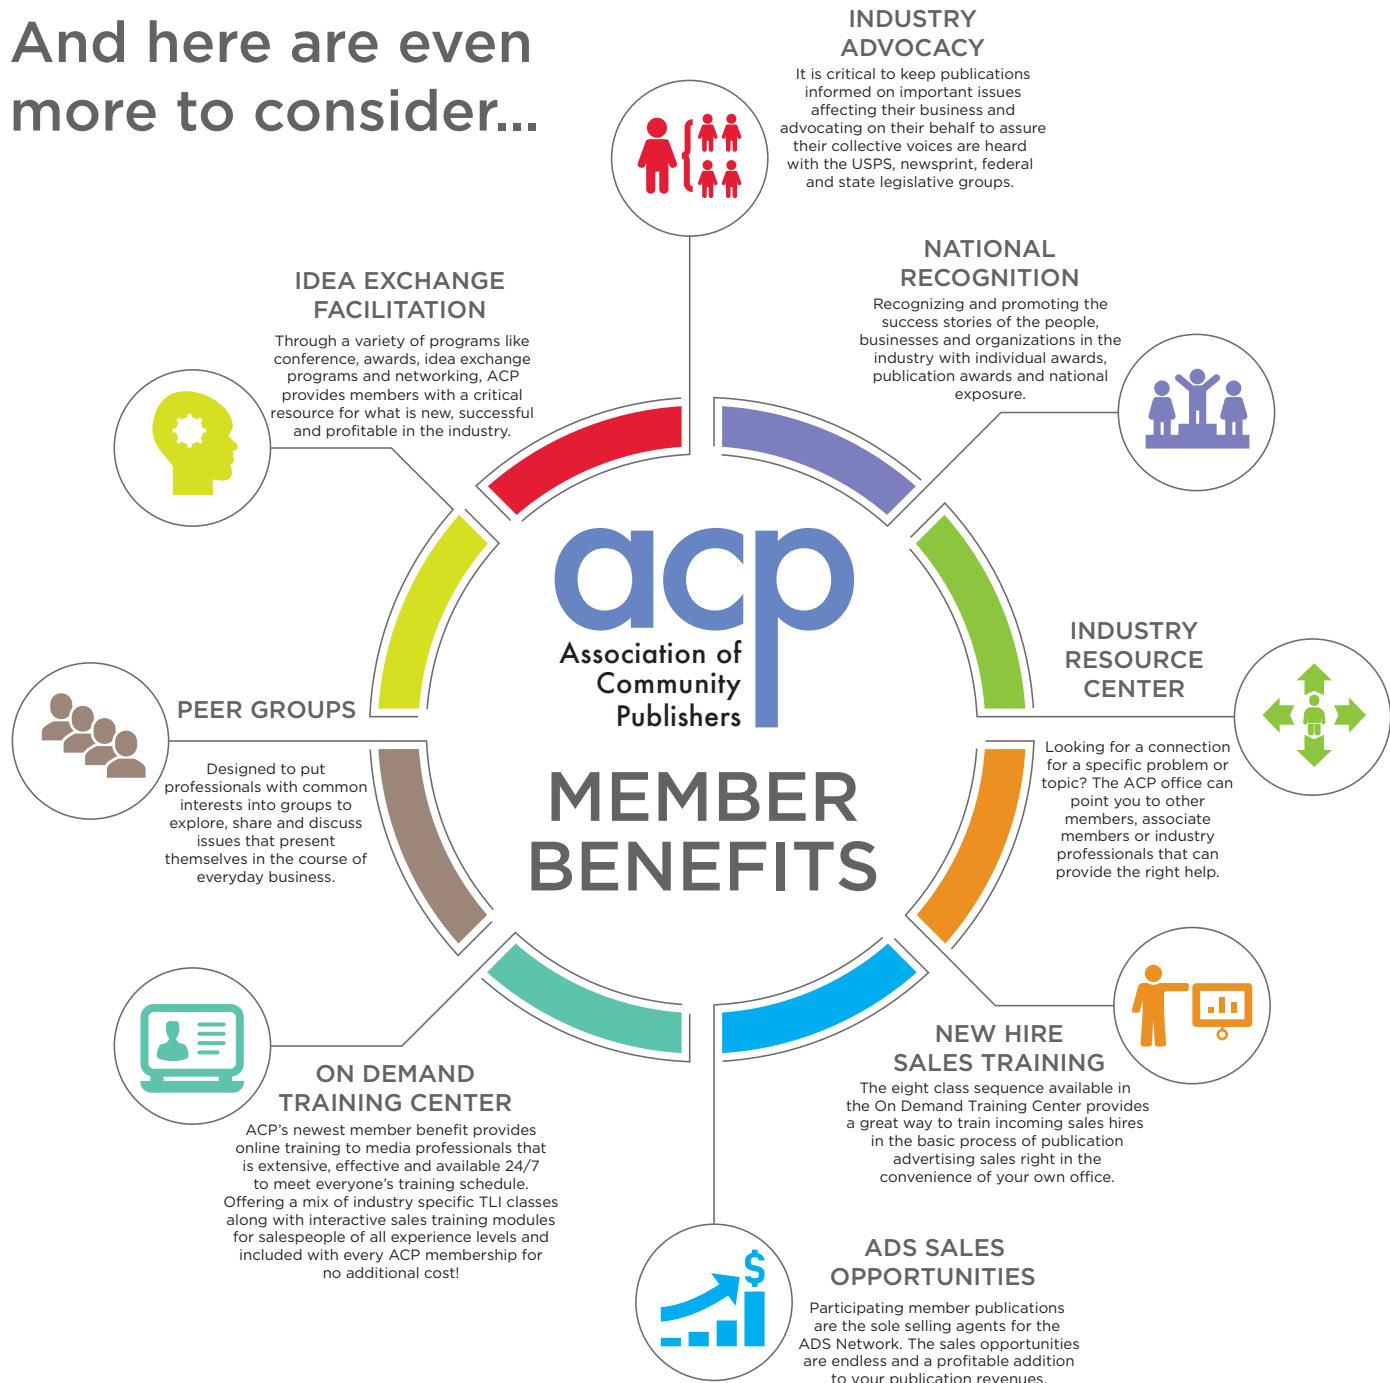 And here are even
more to consider...
INDUSTRY
ADVOCACY
It is critical to keep publications
informed on important issues
affecting their business and
advocating on their behalf to assure
their collective voices are heard
with the USPS, newsprint, federal
and state legislative groups.
NATIONAL
RECOGNITION
Recognizing and promoting the
success stories of the people,
businesses and organizations in the
industry with individual awards,
publication awards and national
exposure.
IDEA EXCHANGE
FACILITATION
Through a variety of programs like
conference, awards, idea exchange
programs and networking, ACP
provides members with a critical
resource for what is new, successful
and profitable in the industry.
acp
Association of
Community
Publishers
MEMBER
BENEFITS
INDUSTRY
RESOURCE
CENTER
Looking for a connection
for a specific problem or
topic? The ACP office can
point you to other
members, associate
members or industry
professionals that can
provide the right help.
PEER GROUPS
Designed to put
professionals with common
interests into groups to
explore, share and discuss
issues that present
themselves in the course of
everyday business.
NEW HIRE
SALES TRAINING
The eight class sequence available in
the On Demand Training Center provides
a great way to train incoming sales hires
in the basic process of publication
advertising sales right in the
convenience of your own office.
ON DEMAND
TRAINING CENTER
ACP's newest member benefit provides
online training to media professionals that
is extensive, effective and available 24/7
to meet everyone's training schedule.
Offering a mix of industry specific TLI classes
along with interactive sales training modules
for salespeople of all experience levels and
included with every ACP membership for
no additional cost!
$
ADS SALES
OPPORTUNITIES
Participating member publications
are the sole selling agents for the
ADS Network. The sales opportunities
are endless and a profitable addition
to your publication revenues.